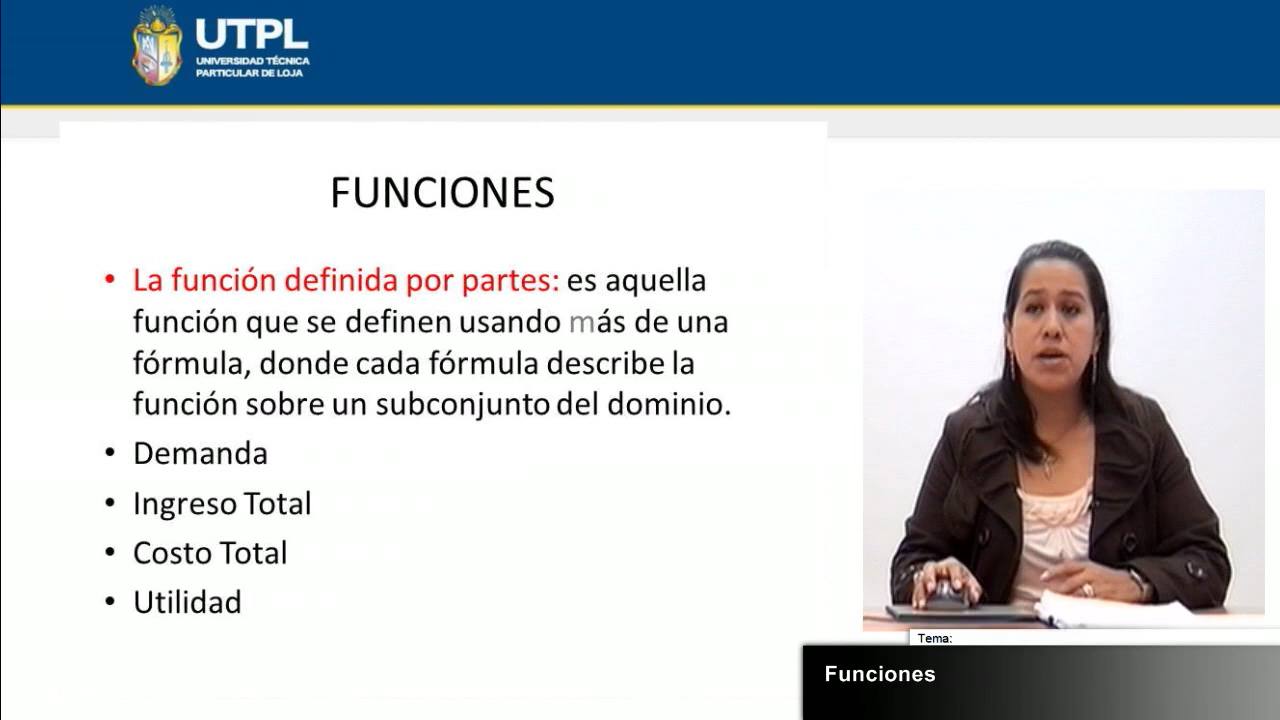 UTPL
UNIVERSIDAD TÉCNICA
PARTICULAR DE LOJA
FUNCIONES
• La función definida por partes: es aquella
función que se definen usando más de una
fórmula, donde cada fórmula describe la
función sobre un subconjunto del dominio.
• Demanda
• Ingreso Total
• Costo Total
• Utilidad
Tema:
Funciones